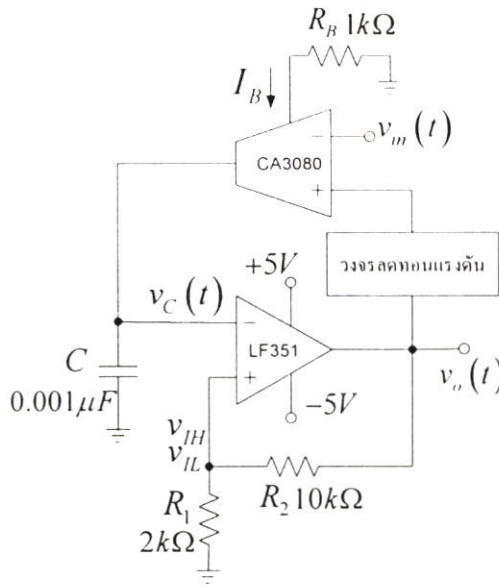 R_B 1kΩ
I_B
−
v_m(t)
CA3080
+
วงจรลดทอนแรงดัน
+5V
v_C(t)
−
LF351
C
0.001μF
+
−5V
v_o(t)
v_IH
v_IL
R_2 10kΩ
R_1
2kΩ